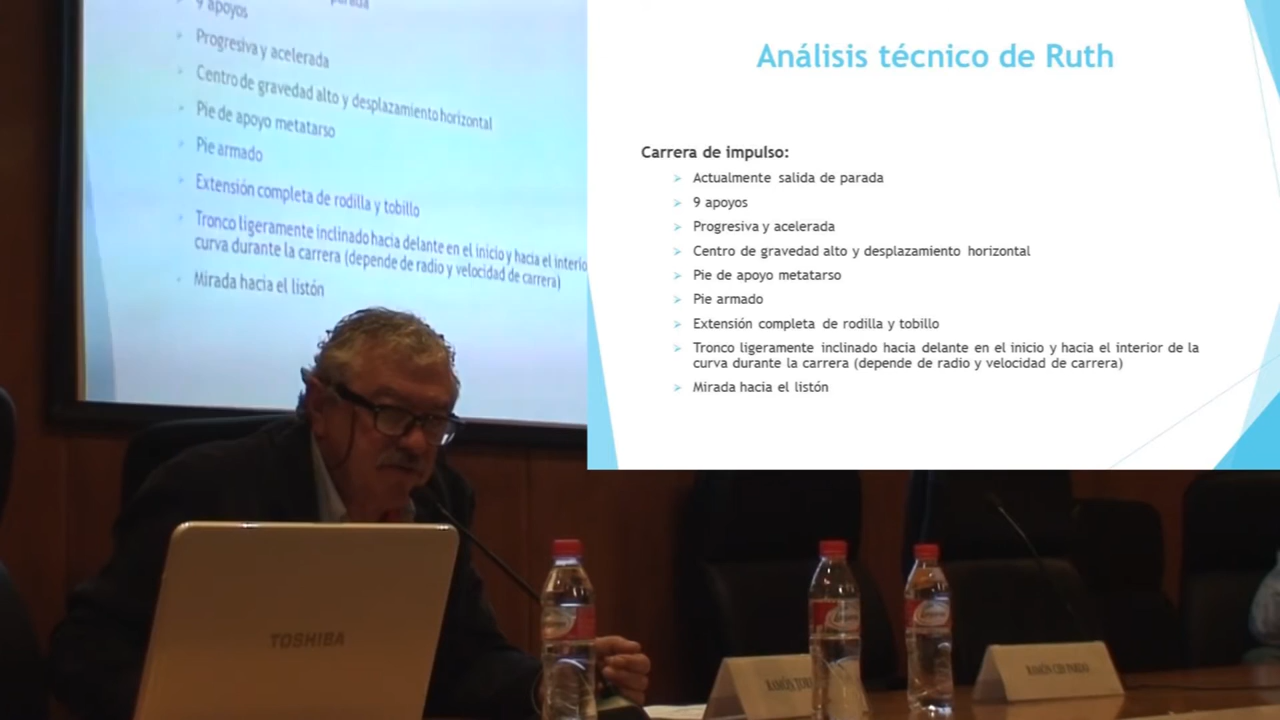 9 apoyos
Progresiva y acelerada
Centro de gravedad alto y desplazamiento horizontal
Pie de apoyo metatarso
Pie armado
Extensión completa de rodilla y tobillo
Tronco ligeramente inclinado hacia delante en el inicio y hacia el interio
curva durante la carrera (depende de radio y velocidad de carrera)
Mirada hacia el listón
Análisis técnico de Ruth
Carrera de impulso:
Actualmente salida de parada
9 apoyos
Progresiva y acelerada
Centro de gravedad alto y desplazamiento horizontal
Pie de apoyo metatarso
Pie armado
Extensión completa de rodilla y tobillo
Tronco ligeramente inclinado hacia delante en el inicio y hacia el interior de la
curva durante la carrera (depende de radio y velocidad de carrera)
Mirada hacia el listón
TOSHIBA
RAMÓN
RAMÓN CID PARDO